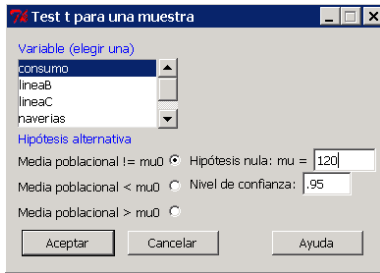 Test t para una muestra
Variable (elegir una)
consumo
lineaB
lineaC
naverias
Hipótesis alternativa
Media poblacional != mu0 Hipótesis nula: mu = 120
Media poblacional < mu0 Nivel de confianza: .95
Media poblacional > mu0
Aceptar Cancelar Ayuda